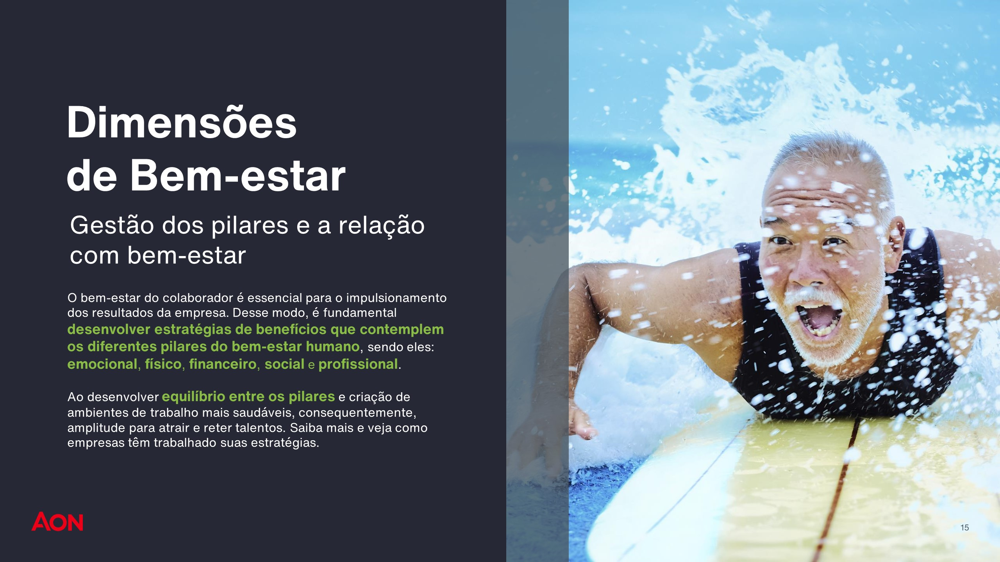 Dimensões
de Bem-estar
Gestão dos pilares e a relação
com bem-estar
O bem-estar do colaborador é essencial para o impulsionamento
dos resultados da empresa. Desse modo, é fundamental
desenvolver estratégias de benefícios que contemplem
os diferentes pilares do bem-estar humano, sendo eles:
emocional, físico, financeiro, social e profissional.
Ao desenvolver equilíbrio entre os pilares e criação de
ambientes de trabalho mais saudáveis, consequentemente,
amplitude para atrair e reter talentos. Saiba mais e veja como
empresas têm trabalhado suas estratégias.
AON
15